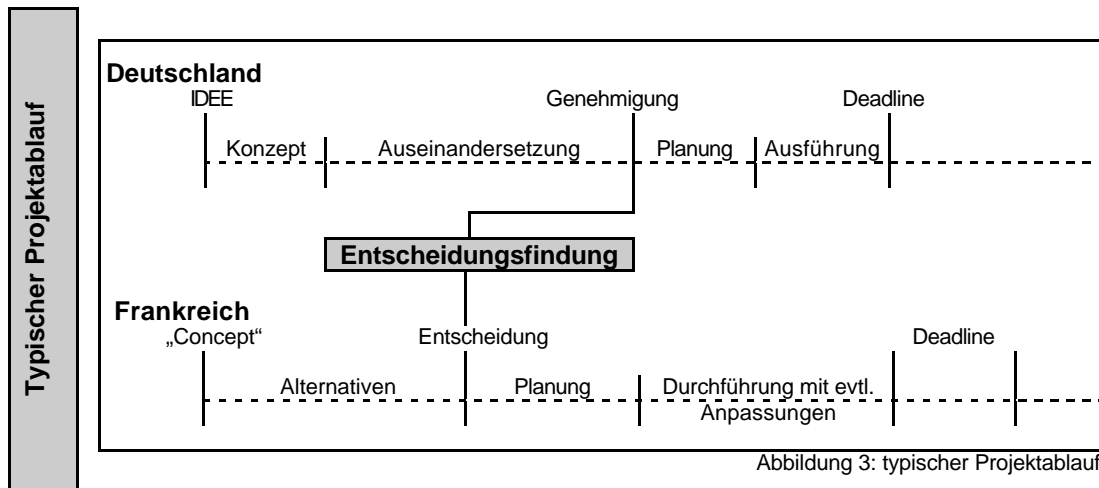 Typischer Projektablauf
Deutschland
IDEE Genehmigung Deadline
Konzept Auseinandersetzung Planung Ausführung
Entscheidungsfindung
Frankreich
„Concept“ Entscheidung Deadline
Alternativen Planung Durchführung mit evtl.
Anpassungen
Abbildung 3: typischer Projektablauf